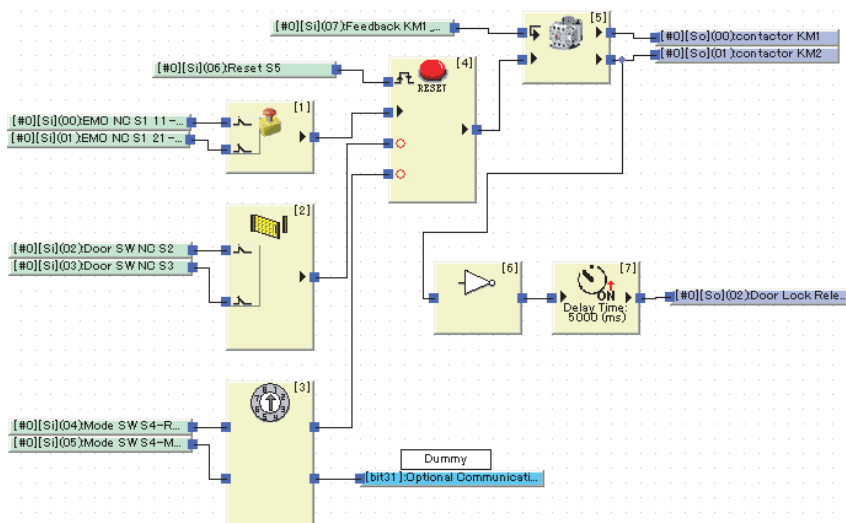 [#0][Si](07):Feedback KM1_...
[5]
[#0][So](00):contactor KM1
[#0][So](01):contactor KM2
[#0][Si](06):Reset S5
[4]
RESET
[1]
[#0][Si](00):EMO NC S1 11-...
[#0][Si](01):EMO NC S1 21-...
[2]
[#0][Si](02):Door SW NC S2
[#0][Si](03):Door SW NC S3
[6]
[7]
ON
Delay Time:
5000 (ms)
[#0][So](02):Door Lock Rele...
[3]
[#0][Si](04):Mode SW S4-R...
[#0][Si](05):Mode SW S4-M...
Dummy
[bit31]:Optional Communicati...